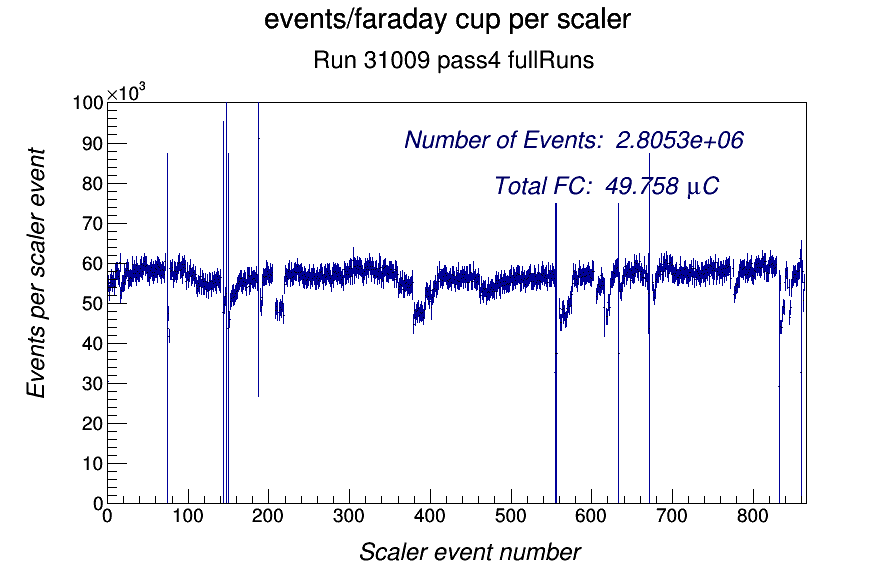 events/faraday cup per scaler
Run 31009 pass4 fullRuns
×10³
100
90
80
70
60
50
40
30
20
10
0
Number of Events: 2.8053e+06
Total FC: 49.758 μC
Events per scaler event
0 100 200 300 400 500 600 700 800
Scaler event number